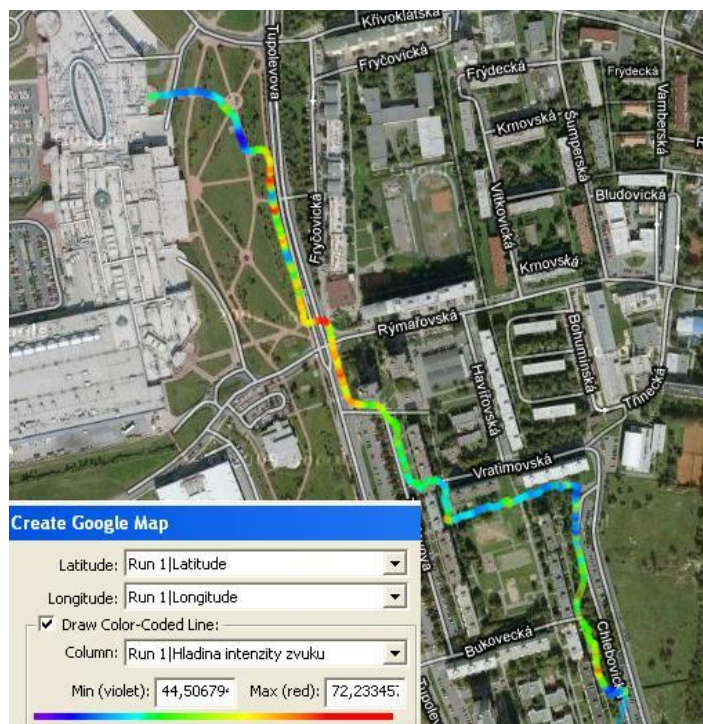 Křivoklátská
Tupolevova
Fryčovická
Frýdecká
Frýdecká
Vamberská
Krnovská
Šumperská
Bludovická
Vítkovická
Fryčovická
Krnovská
Rýmařovská
Bohumínská
Havířovská
Třinecká
Vratimovská
Bukovecká
Create Google Map
Latitude: Run 1|Latitude
Longitude: Run 1|Longitude
Draw Color-Coded Line:
Column: Run 1|Hladina intenzity zvuku
Min (violet): 44,50679 Max (red): 72,233457